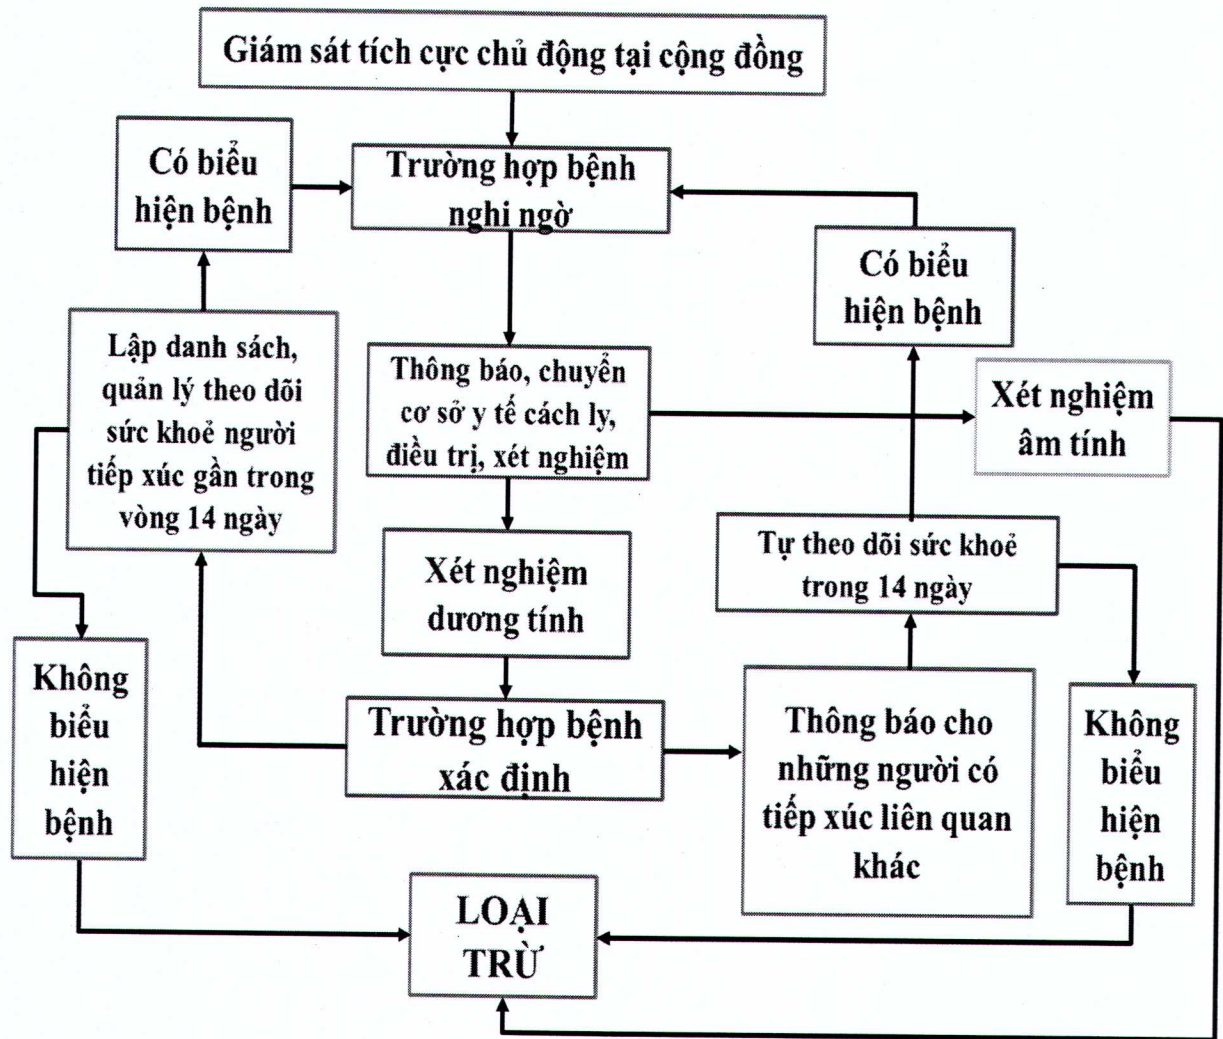 Giám sát tích cực chủ động tại cộng đồng
Có biểu
hiện bệnh
Trường hợp bệnh
nghi ngờ
Có biểu
hiện bệnh
Lập danh sách,
quản lý theo dõi
sức khoẻ người
tiếp xúc gần trong
vòng 14 ngày
Thông báo, chuyển
cơ sở y tế cách ly,
điều trị, xét nghiệm
Xét nghiệm
âm tính
Xét nghiệm
dương tính
Tự theo dõi sức khoẻ
trong 14 ngày
Không
biểu
hiện
bệnh
Trường hợp bệnh
xác định
Thông báo cho
những người có
tiếp xúc liên quan
khác
Không
biểu
hiện
bệnh
LOẠI
TRỪ